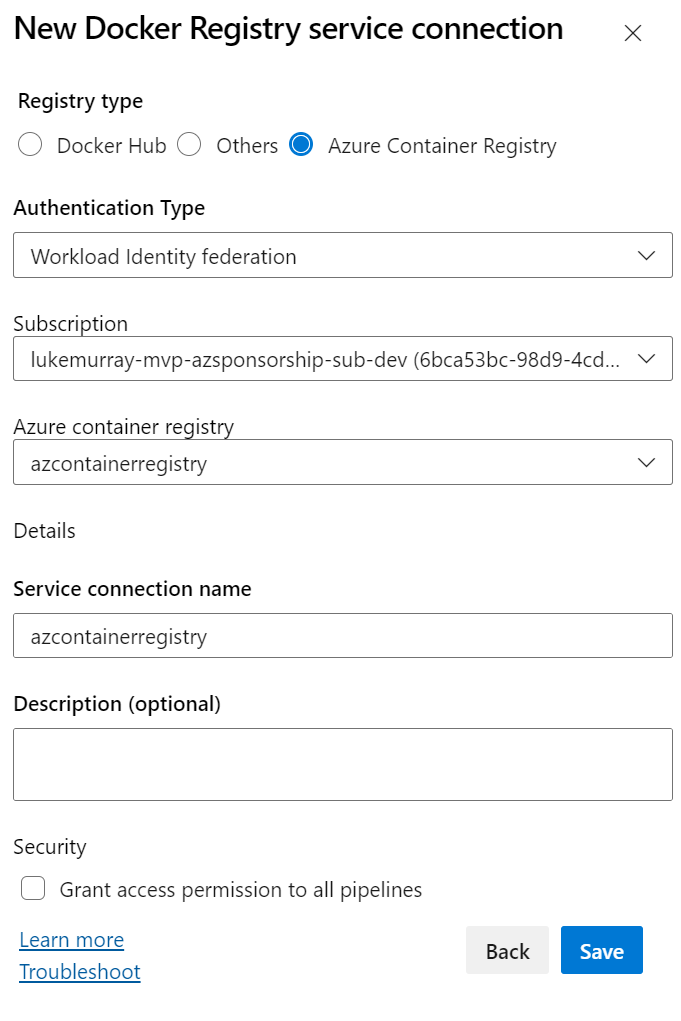 New Docker Registry service connection
Registry type
Docker Hub Others Azure Container Registry
Authentication Type
Workload Identity federation
Subscription
lukemurray-mvp-azsponsorship-sub-dev (6bca53bc-98d9-4cd...
Azure container registry
azcontainerregistry
Details
Service connection name
azcontainerregistry
Description (optional)
Security
Grant access permission to all pipelines
Learn more
Back Save
Troubleshoot